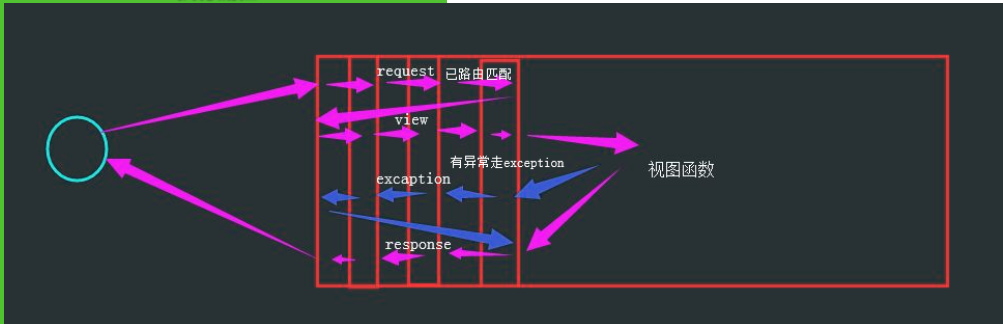 request
已路由匹配
view
有异常走exception
视图函数
excaption
response